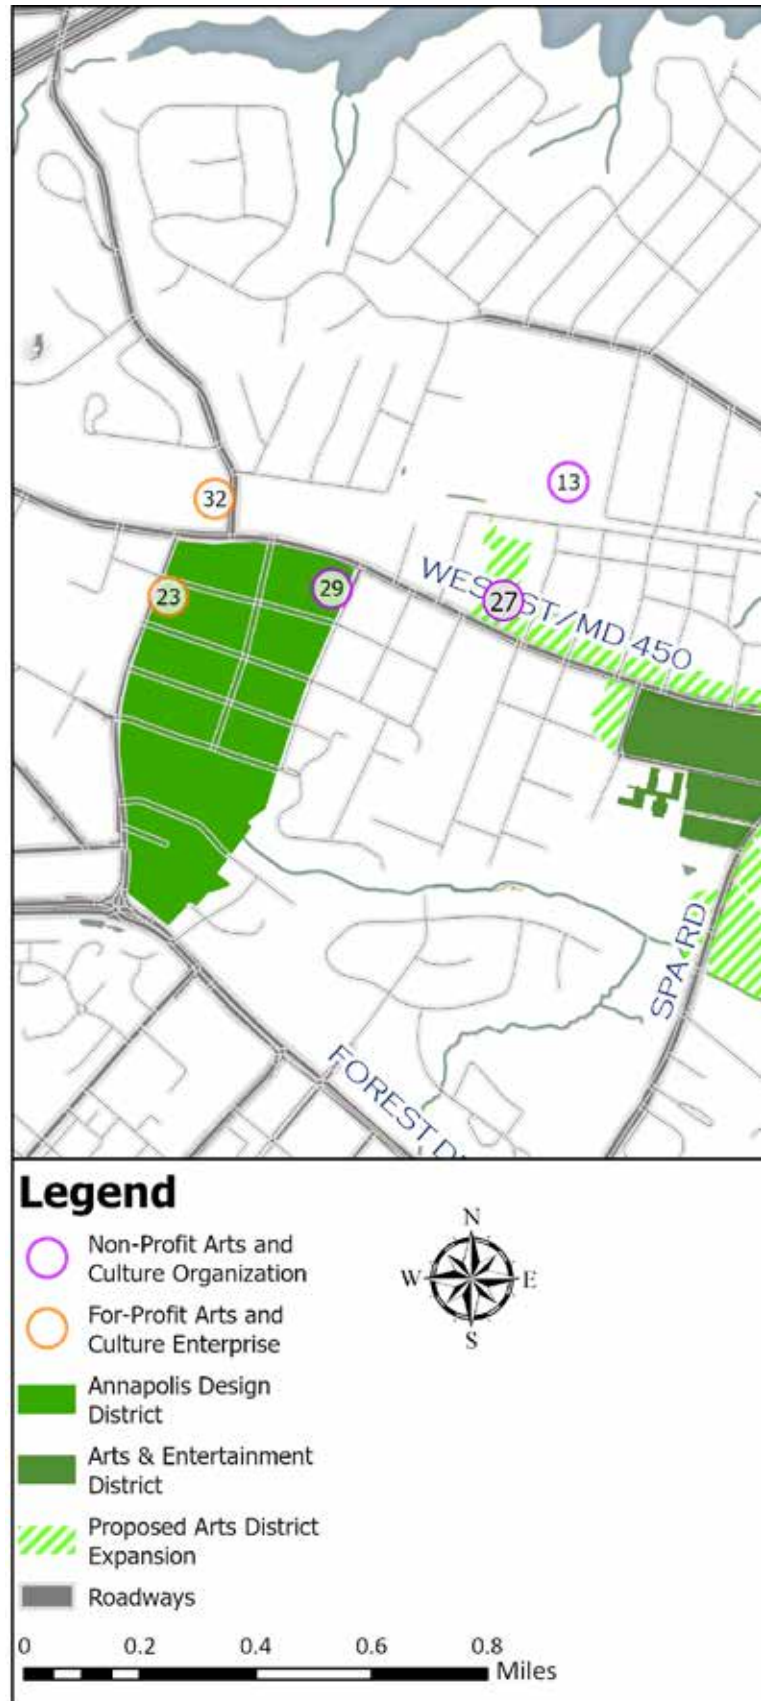 32
13
23
29
27
WEST ST/MD 450
SPA RD
FOREST D
Legend
Non-Profit Arts and
Culture Organization
For-Profit Arts and
Culture Enterprise
Annapolis Design
District
Arts & Entertainment
District
Proposed Arts District
Expansion
Roadways
N
W E
S
0 0.2 0.4 0.6 0.8
Miles